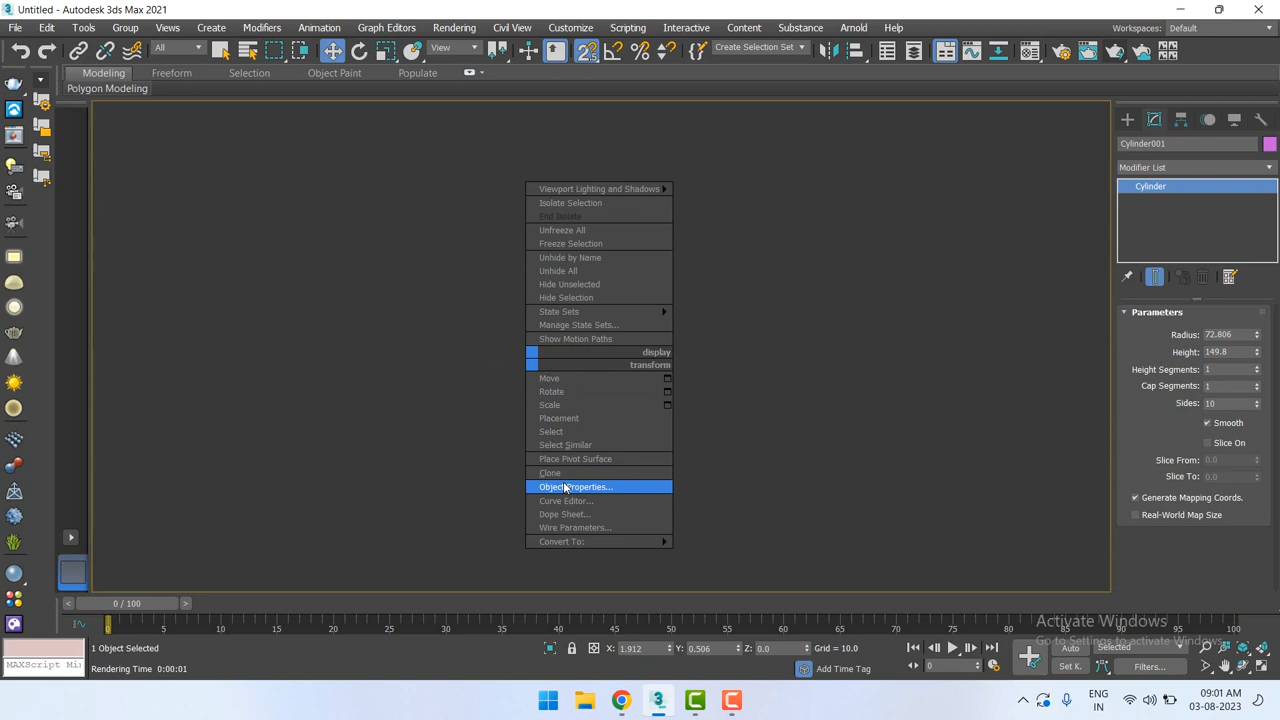 Untitled - Autodesk 3ds Max 2021
File Edit Tools Group Views Create Modifiers Animation Graph Editors Rendering Civil View Customize Scripting Interactive Content Substance Arnold Help
Workspaces: Default
All View Create Selection Set
Modeling Freeform Selection Object Paint Populate
Polygon Modeling
Cylinder001
Modifier List
Cylinder
Viewport Lighting and Shadows
Isolate Selection
End Isolate
Unfreeze All
Freeze Selection
Unhide by Name
Unhide All
Hide Unselected
Hide Selection
State Sets
Manage State Sets...
Show Motion Paths
display
transform
Move
Rotate
Scale
Placement
Select
Select Similar
Place Pivot Surface
Clone
Object Properties...
Curve Editor...
Dope Sheet...
Wire Parameters...
Convert To:
Parameters
Radius: 72.806
Height: 149.8
Height Segments: 1
Cap Segments: 1
Sides: 10
Smooth
Slice On
Slice From: 0.0
Slice To: 0.0
Generate Mapping Coords.
Real-World Map Size
< 0 / 100 >
0 5 10 15 20 25 30 35 40 45 50 55 60 65 70 75 80 85 90 95 100
Activate Windows
Go to Settings to activate Windows.
1 Object Selected
X: 1.912 Y: 0.506 Z: 0.0 Grid = 10.0
Auto Selected
MAXScript Mi
Rendering Time 0:00:01
Add Time Tag
0
Set K. Filters...
ENG
IN
09:01 AM
03-08-2023